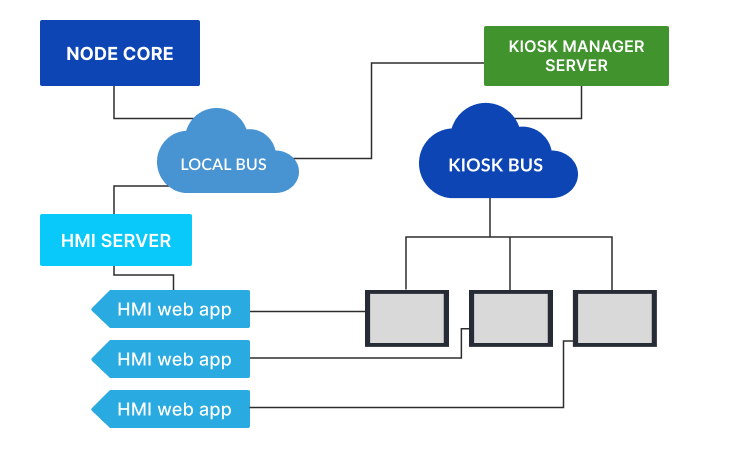 NODE CORE
KIOSK MANAGER
SERVER
LOCAL BUS
KIOSK BUS
HMI SERVER
HMI web app
HMI web app
HMI web app